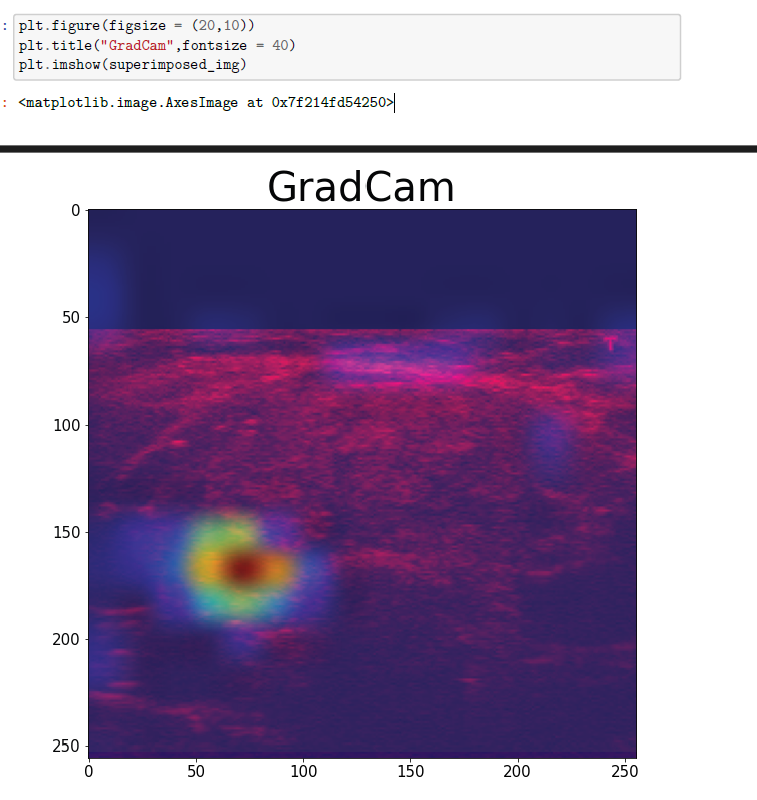 : plt.figure(figsize = (20,10))
plt.title("GradCam",fontsize = 40)
plt.imshow(superimposed_img)
: <matplotlib.image.AxesImage at 0x7f214fd54250>
GradCam
0
50
100
150
200
250
T
0 50 100 150 200 250